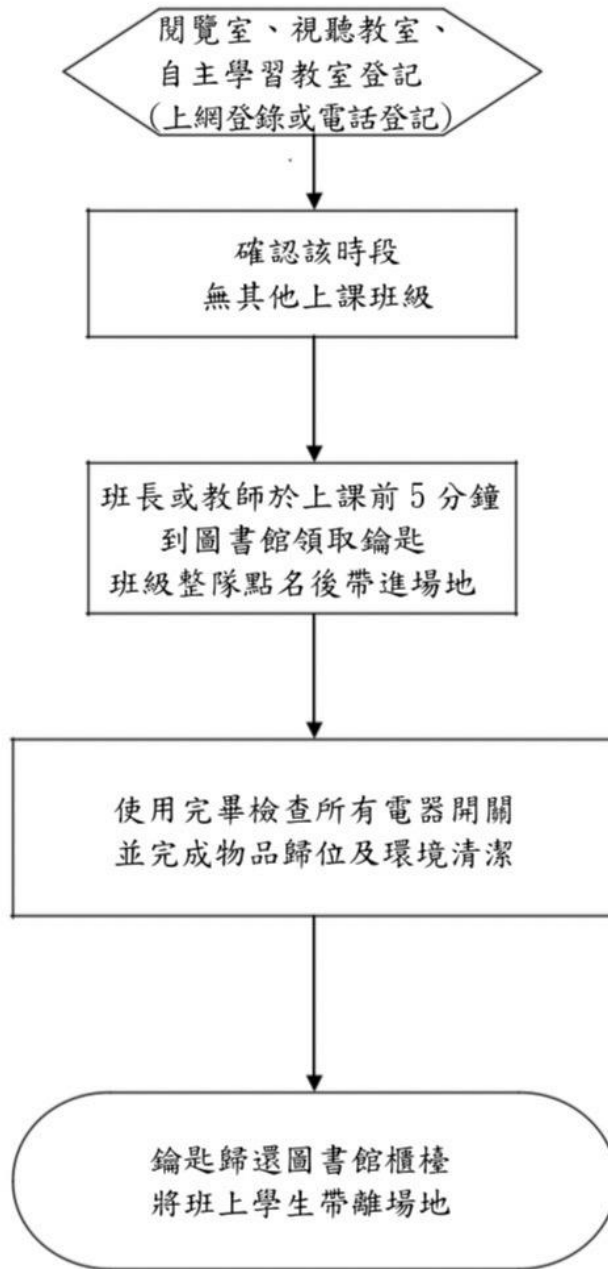 閱覽室、視聽教室、
自主學習教室登記
(上網登錄或電話登記)
確認該時段
無其他上課班級
班長或教師於上課前 5 分鐘
到圖書館領取鑰匙
班級整隊點名後帶進場地
使用完畢檢查所有電器開關
並完成物品歸位及環境清潔
鑰匙歸還圖書館櫃檯
將班上學生帶離場地